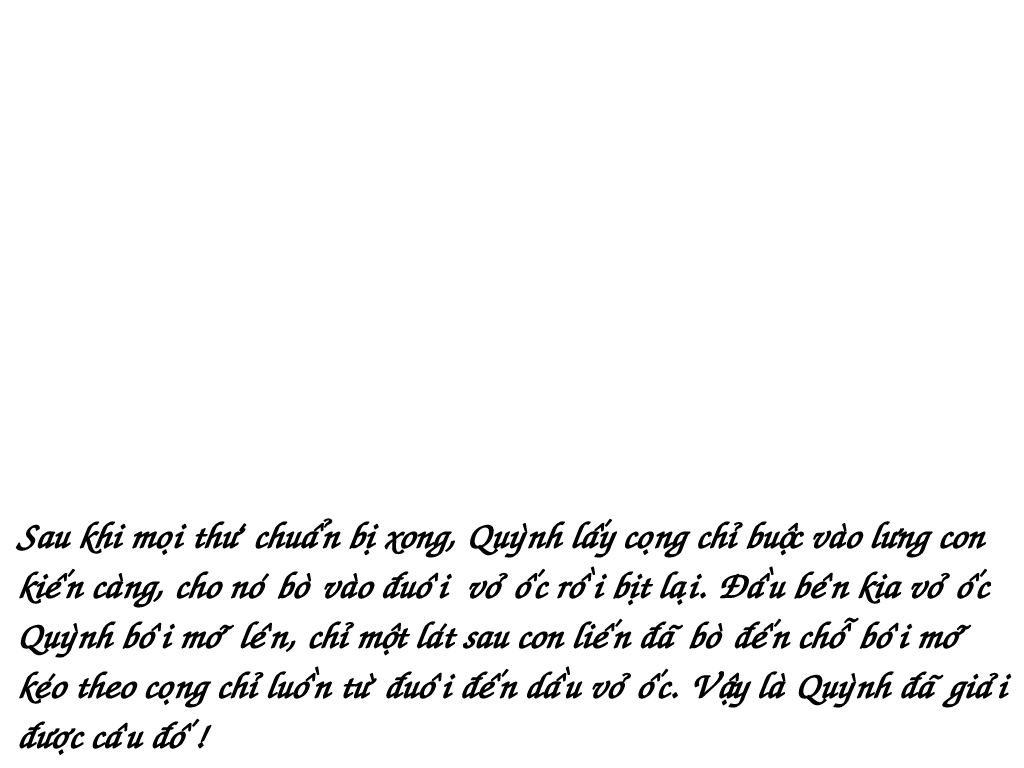 Sau khi mọi thứ chuẩn bị xong, Quỳnh lấy cọng chỉ buộc vào lưng con
kiến càng, cho nó bò vào đuôi vỏ ốc rồi bịt lại. Đầu bên kia vỏ ốc
Quỳnh bôi mỡ lên, chỉ một lát sau con liến đã bò đến chỗ bôi mỡ
kéo theo cọng chỉ luồn từ đuôi đến dầu vỏ ốc. Vậy là Quỳnh đã giải
được câu đố !